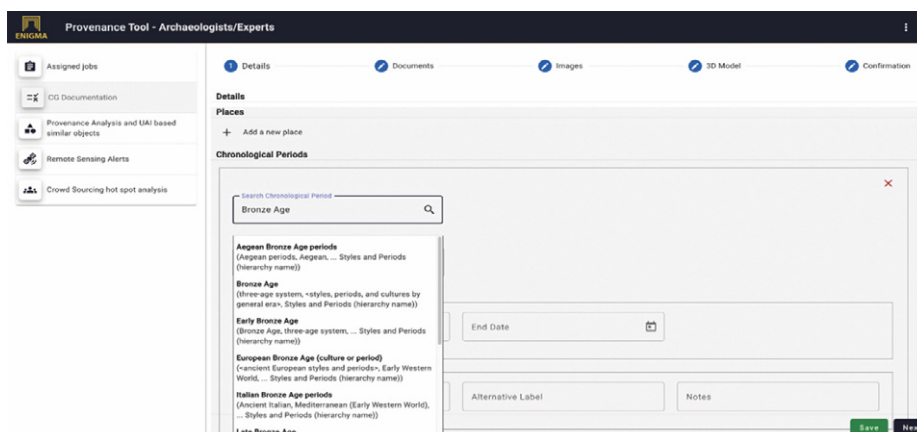 ENIGMA
Provenance Tool - Archaeologists/Experts
Assigned jobs
CG Documentation
Provenance Analysis and UAI based
similar objects
Remote Sensing Alerts
Crowd Sourcing hot spot analysis
1 Details
Documents
Images
3D Model
Confirmation
Details
Places
+ Add a new place
Chronological Periods
Search Chronological Period
Bronze Age
Aegean Bronze Age periods
(Aegean periods, Aegean, ... Styles and Periods
(hierarchy name))
Bronze Age
(three-age system, <styles, periods, and cultures by
general era>, Styles and Periods (hierarchy name))
Early Bronze Age
(Bronze Age, three-age system, ... Styles and Periods
(hierarchy name))
European Bronze Age (culture or period)
(<ancient European styles and periods>, Early Western
World, ... Styles and Periods (hierarchy name))
Italian Bronze Age periods
(Ancient Italian, Mediterranean (Early Western World),
... Styles and Periods (hierarchy name))
Late Bronze Age
End Date
Alternative Label
Notes
Save
Nex